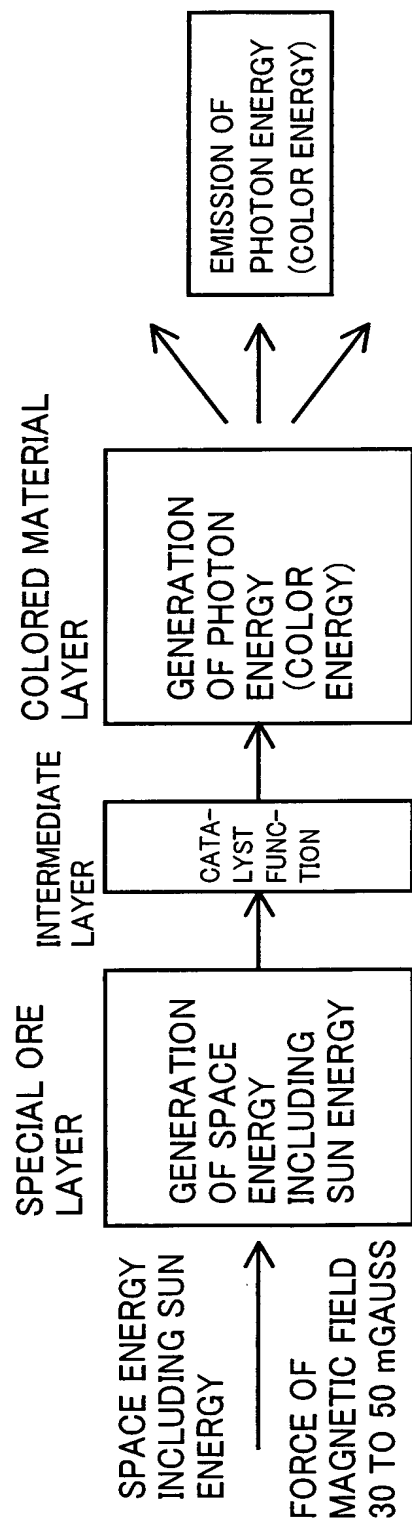 SPACE ENERGY
INCLUDING SUN
ENERGY
FORCE OF
MAGNETIC FIELD
30 TO 50 mGAUSS
SPECIAL ORE
LAYER
GENERATION
OF SPACE
ENERGY
INCLUDING
SUN ENERGY
INTERMEDIATE
LAYER
CATA-
LYST
FUNC-
TION
COLORED MATERIAL
LAYER
GENERATION
OF PHOTON
ENERGY
(COLOR
ENERGY)
EMISSION OF
PHOTON ENERGY
(COLOR ENERGY)